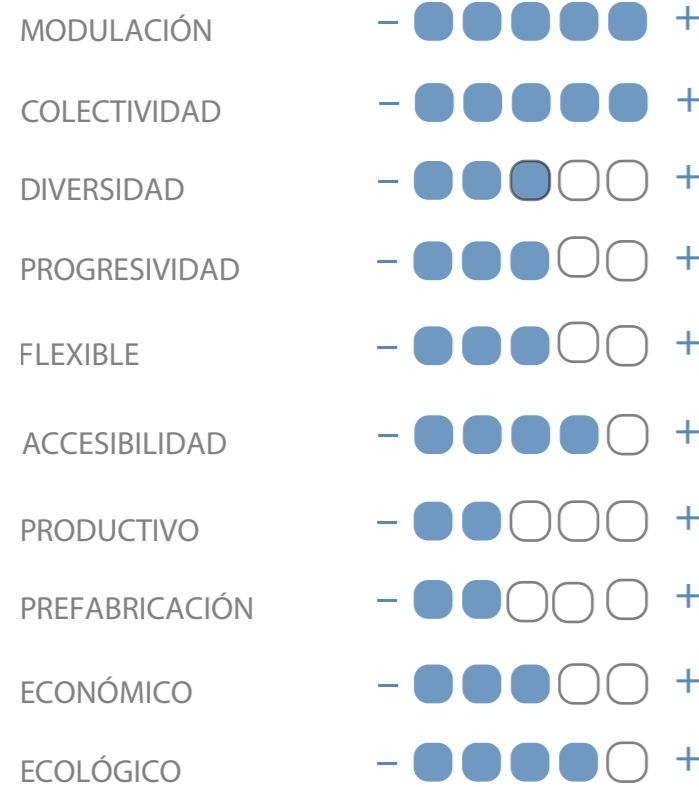 MODULACIÓN – +
COLECTIVIDAD – +
DIVERSIDAD – +
PROGRESIVIDAD – +
FLEXIBLE – +
ACCESIBILIDAD – +
PRODUCTIVO – +
PREFABRICACIÓN – +
ECONÓMICO – +
ECOLÓGICO – +